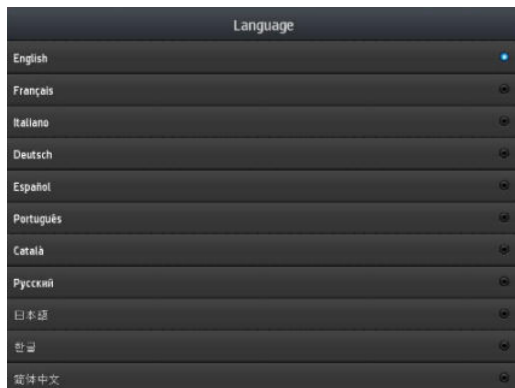 Language
English
Français
Italiano
Deutsch
Español
Português
Català
Русский
日本語
한글
简体中文